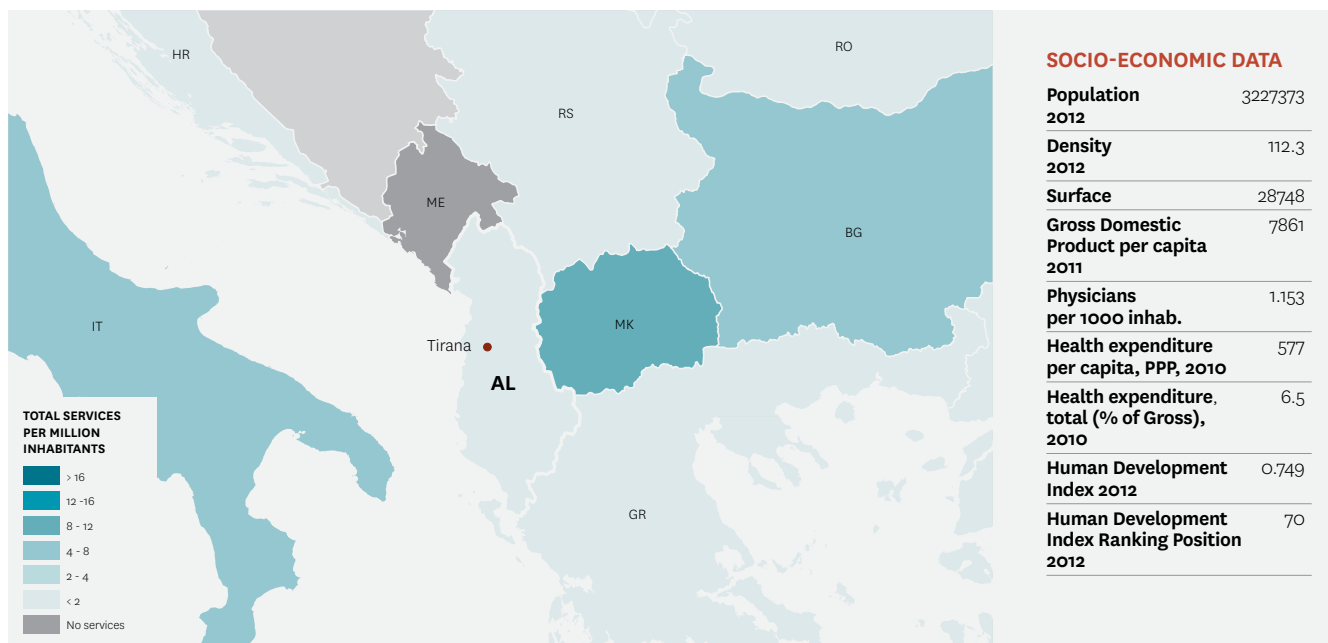 HR
RO
RS
ME
BG
IT
MK
Tirana
AL
GR
TOTAL SERVICES
PER MILLION
INHABITANTS
> 16
12 -16
8 - 12
4 - 8
2 - 4
< 2
No services
SOCIO-ECONOMIC DATA
Population 3227373
2012
Density 112.3
2012
Surface 28748
Gross Domestic 7861
Product per capita
2011
Physicians 1.153
per 1000 inhab.
Health expenditure 577
per capita, PPP, 2010
Health expenditure, 6.5
total (% of Gross),
2010
Human Development 0.749
Index 2012
Human Development 70
Index Ranking Position
2012